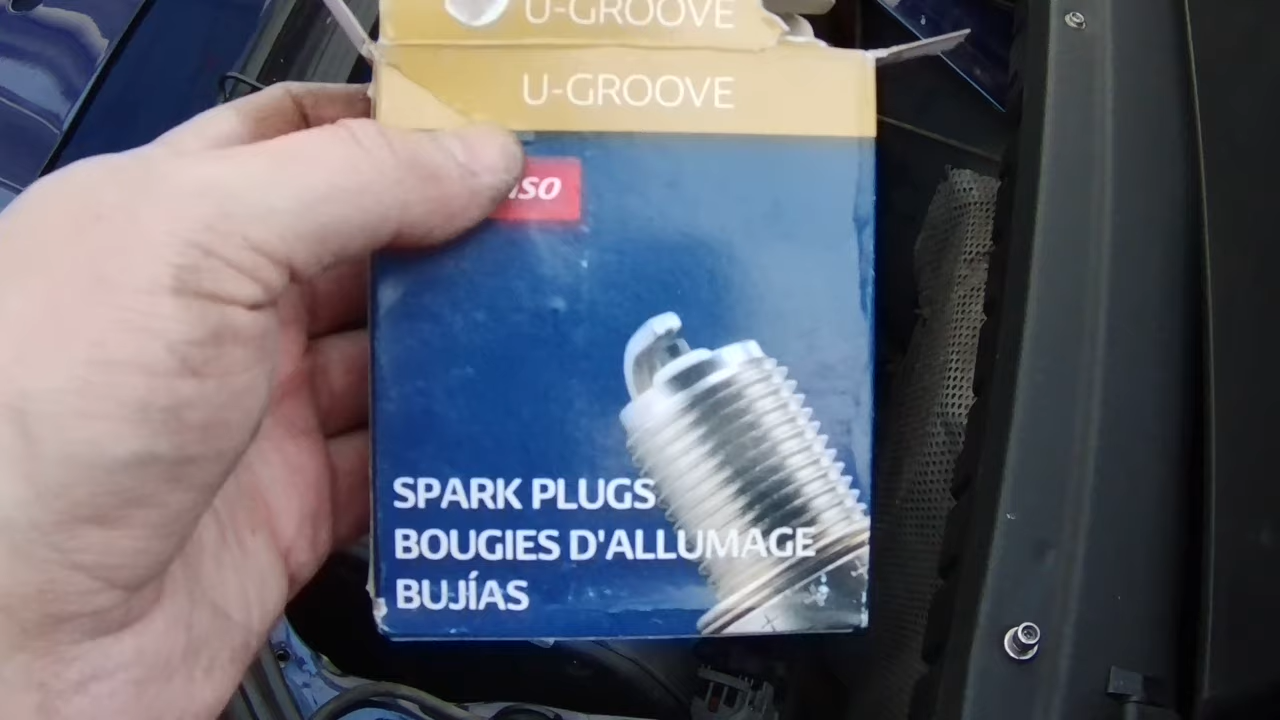 U-GROOVE
U-GROOVE
SPARK PLUGS
BOUGIES D'ALLUMAGE
BUJÍAS